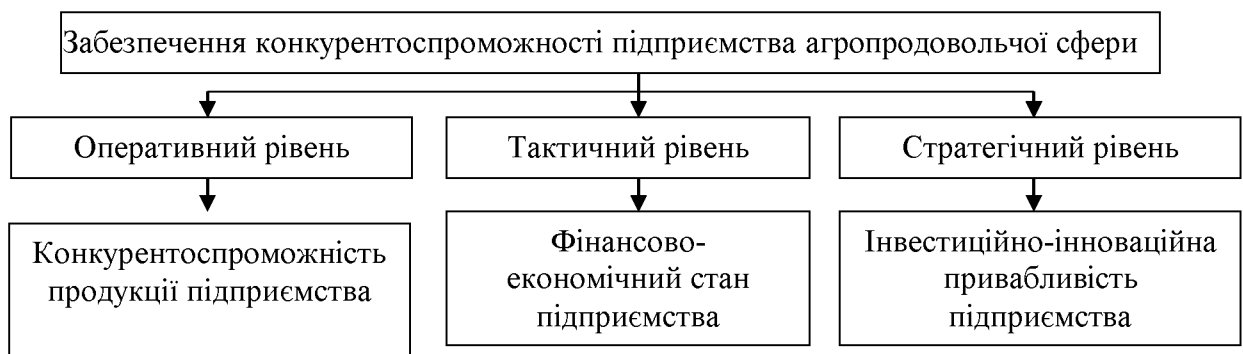 Забезпечення конкурентоспроможності підприємства агропродовольчої сфери
Оперативний рівень
Тактичний рівень
Стратегічний рівень
Конкурентоспроможність
продукції підприємства
Фінансово-
економічний стан
підприємства
Інвестиційно-інноваційна
привабливість
підприємства